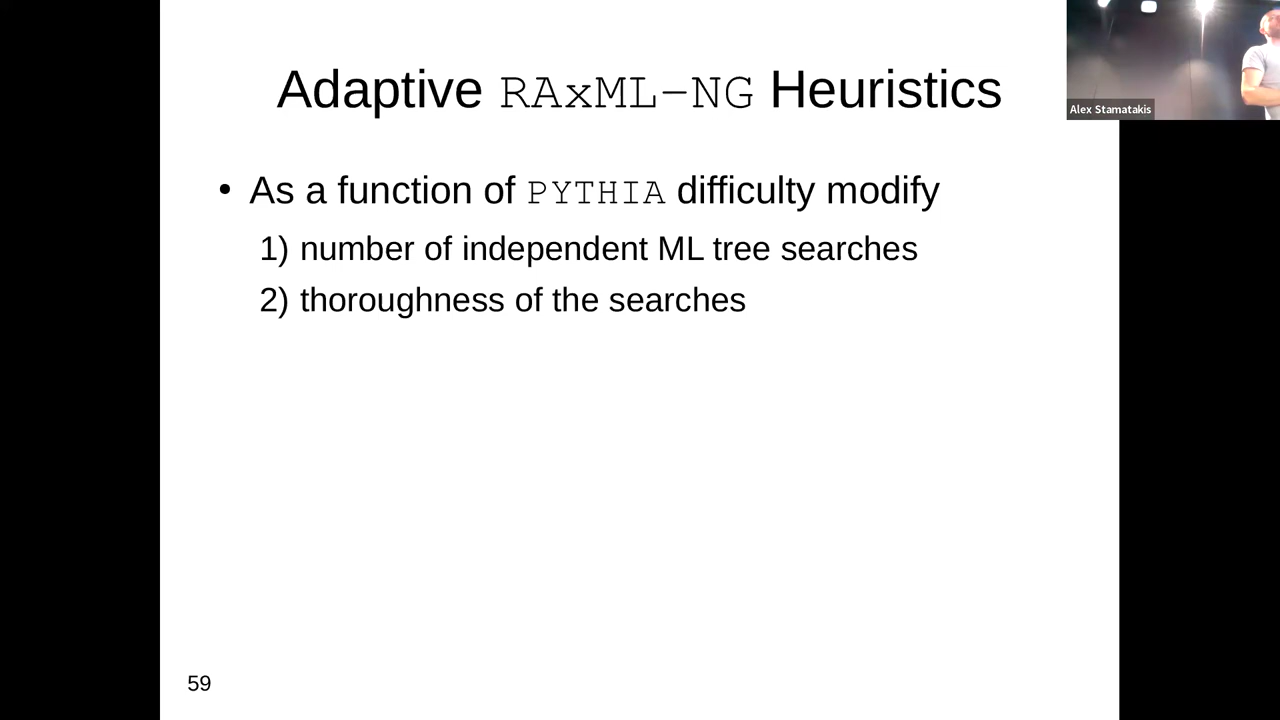 Adaptive RAxML-NG Heuristics
Alex Stamatakis
• As a function of PYTHIA difficulty modify
1) number of independent ML tree searches
2) thoroughness of the searches
59